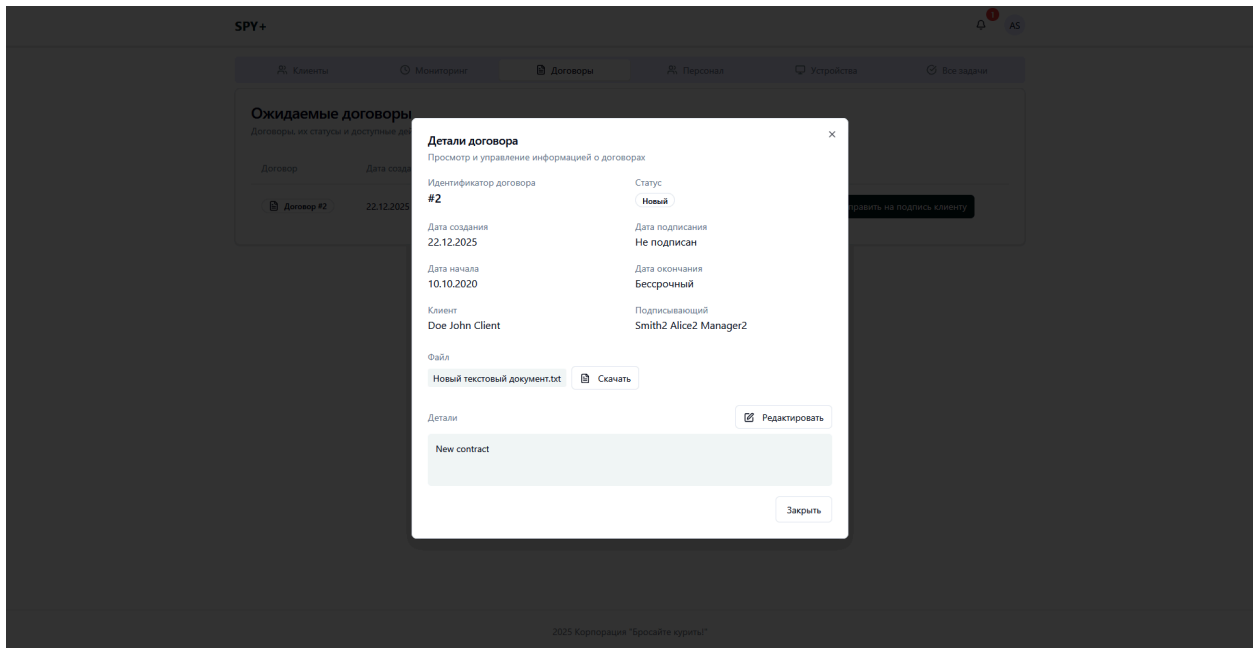 SPY+
1
AS
Клиенты
Мониторинг
Договоры
Персонал
Устройства
Все задачи
Ожидаемые договоры
Договоры, их статусы и доступные
Договор
Дата созда
Договор #2
22.12.2025
править на подпись клиенту
Детали договора
Просмотр и управление информацией о договорах
Идентификатор договора
Статус
#2
Новый
Дата создания
Дата подписания
22.12.2025
Не подписан
Дата начала
Дата окончания
10.10.2020
Бессрочный
Клиент
Подписывающий
Doe John Client
Smith2 Alice2 Manager2
Файл
Новый текстовый документ.txt
Скачать
Детали
Редактировать
New contract
Закрыть
2025 Корпорация "Бросайте курить!"